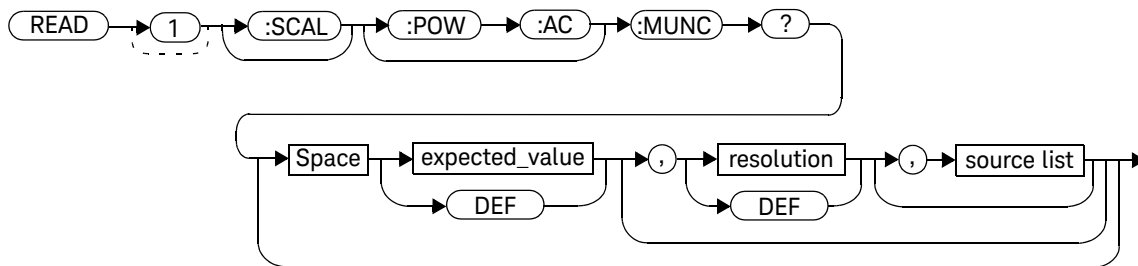 READ 1 :SCAL :POW :AC :MUNC ?
Space expected_value , resolution , source list
DEF DEF